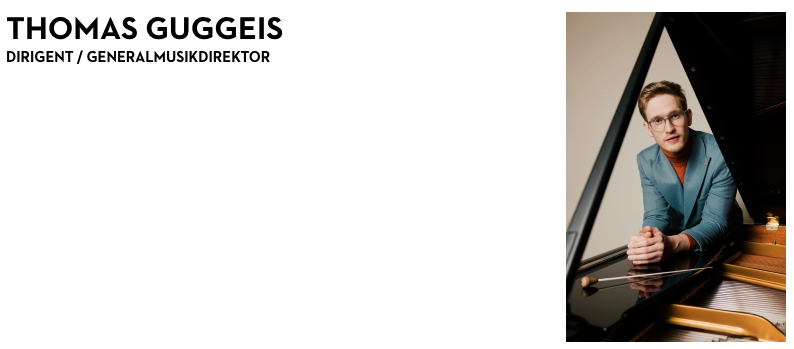 THOMAS GUGGEIS
DIRIGENT / GENERALMUSIKDIREKTOR